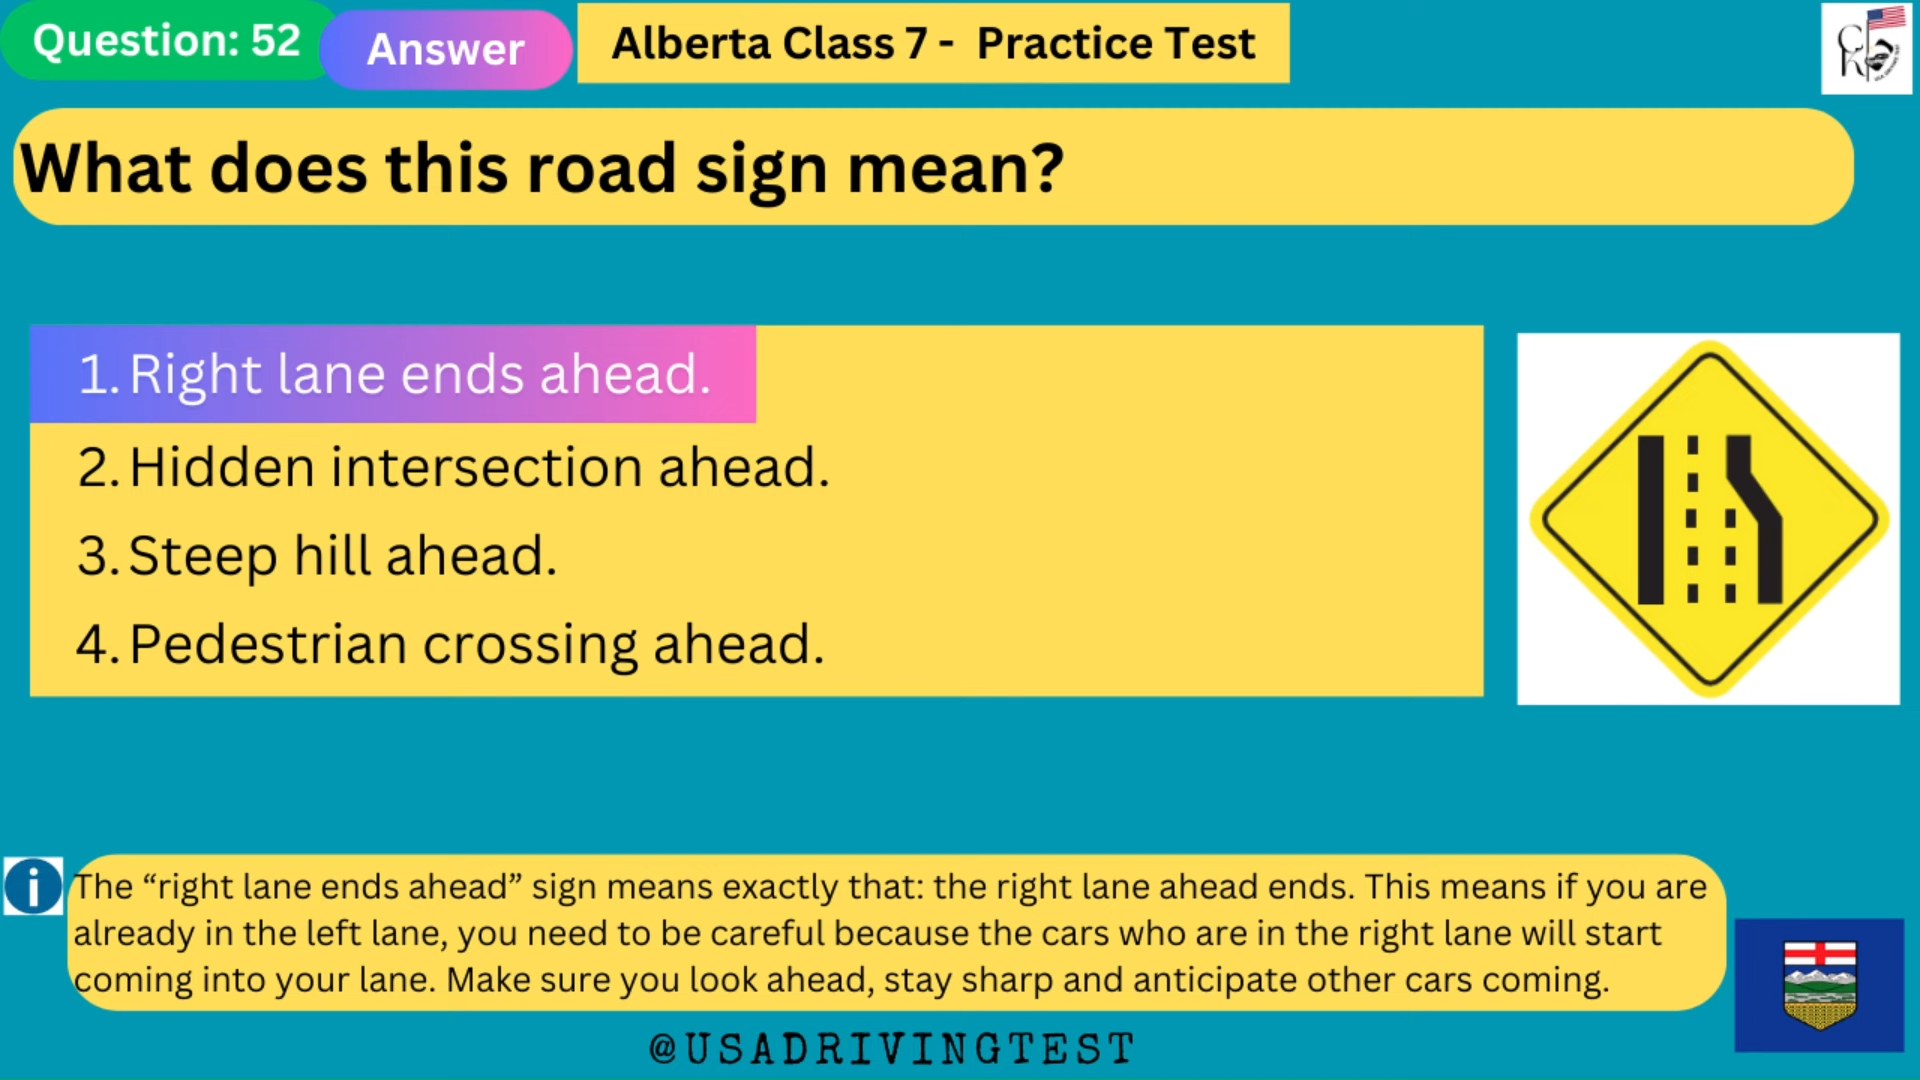 Question: 52
Answer
Alberta Class 7 - Practice Test
What does this road sign mean?
1. Right lane ends ahead.
2. Hidden intersection ahead.
3. Steep hill ahead.
4. Pedestrian crossing ahead.
i
The “right lane ends ahead” sign means exactly that: the right lane ahead ends. This means if you are
already in the left lane, you need to be careful because the cars who are in the right lane will start
coming into your lane. Make sure you look ahead, stay sharp and anticipate other cars coming.
@USADRIVINGTEST